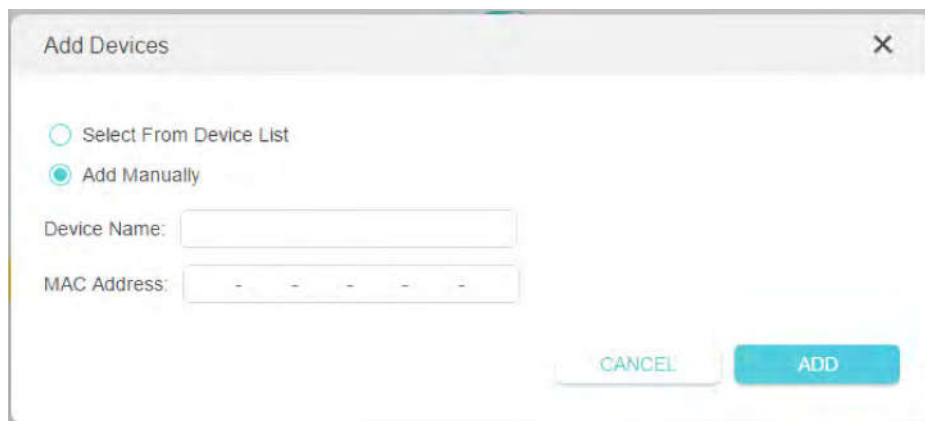 Add Devices
Select From Device List
Add Manually
Device Name:
MAC Address: - - - - -
CANCEL ADD